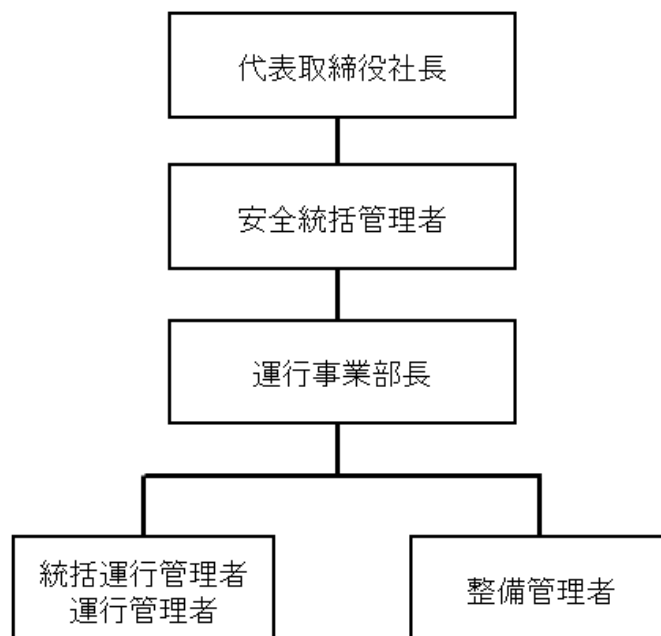 代表取締役社長
安全統括管理者
運行事業部長
統括運行管理者
運行管理者
整備管理者